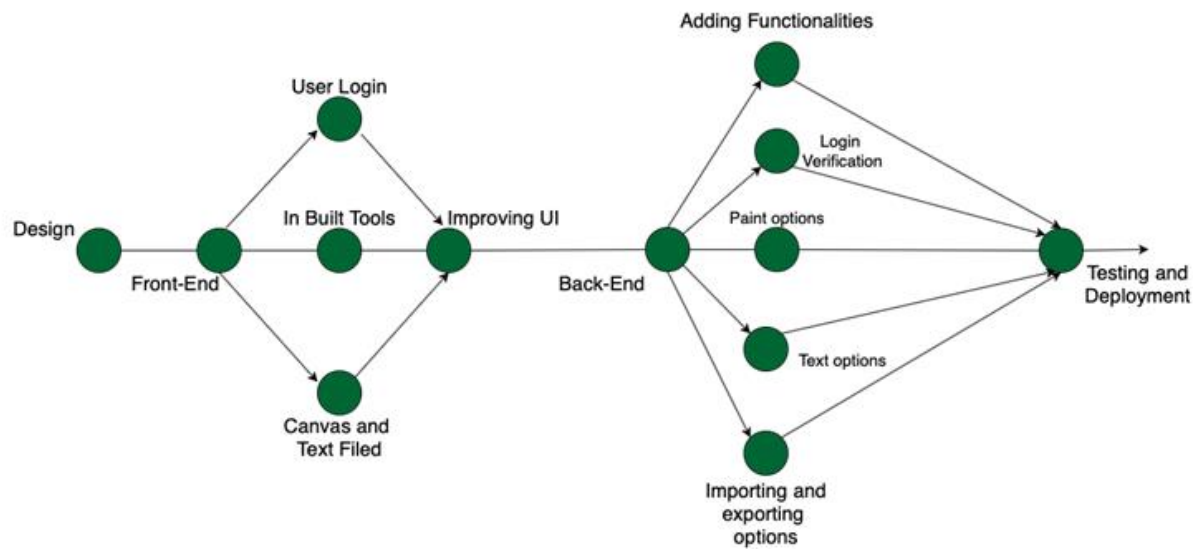 Adding Functionalities
User Login
Login
Verification
Design
In Built Tools
Improving UI
Paint options
Front-End
Back-End
Testing and
Deployment
Text options
Canvas and
Text Filed
Importing and
exporting
options